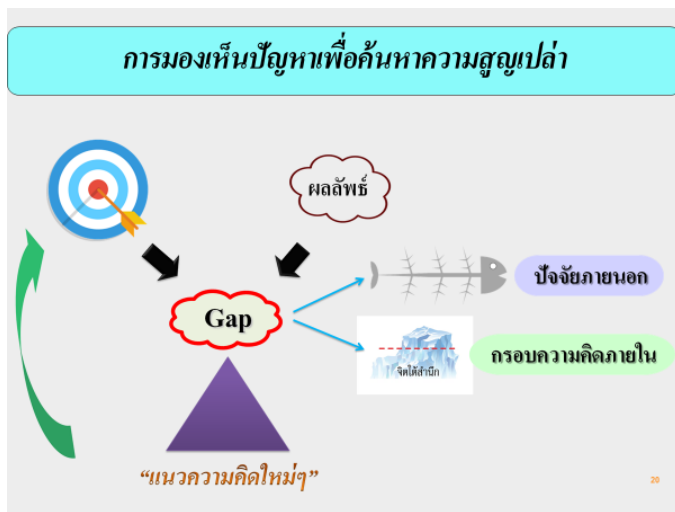 การมองเห็นปัญหาเพื่อค้นหาความสูญเปล่า
ผลลัพธ์
ปัจจัยภายนอก
Gap
กรอบความคิดภายใน
จิตใต้สำนึก
“แนวความคิดใหม่ๆ”
20